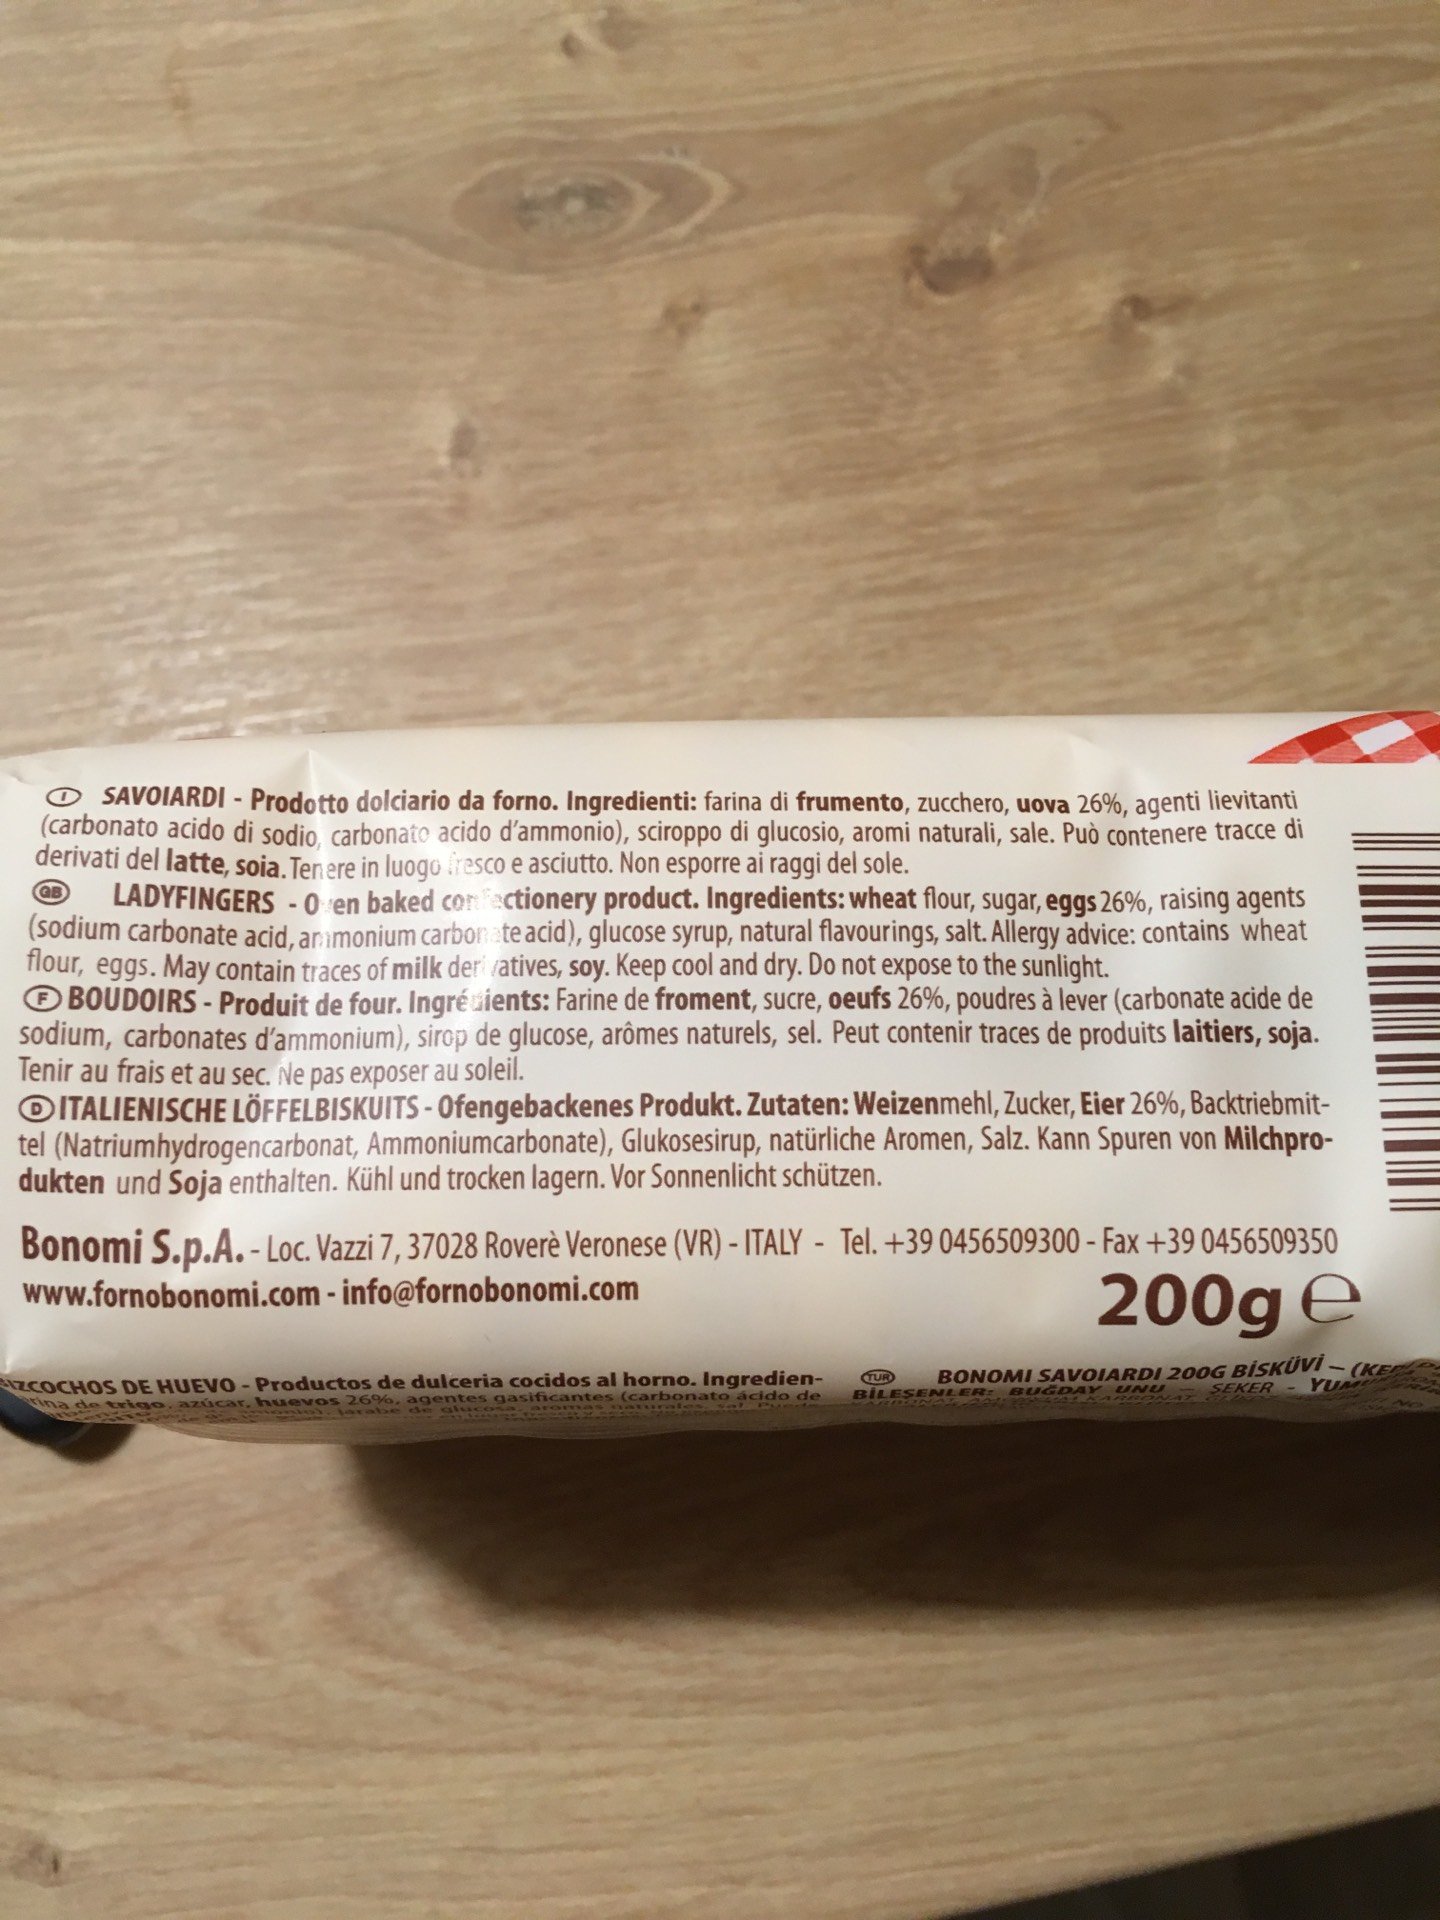 I SAVOIARDI - Prodotto dolciario da forno. Ingredienti: farina di frumento, zucchero, uova 26%, agenti lievitanti
(carbonato acido di sodio, carbonato acido d'ammonio), sciroppo di glucosio, aromi naturali, sale. Può contenere tracce di
derivati del latte, soia. Tenere in luogo fresco e asciutto. Non esporre ai raggi del sole.
GB LADYFINGERS - Oven baked confectionery product. Ingredients: wheat flour, sugar, eggs 26%, raising agents
(sodium carbonate acid, ammonium carbonate acid), glucose syrup, natural flavourings, salt. Allergy advice: contains wheat
flour, eggs. May contain traces of milk derivatives, soy. Keep cool and dry. Do not expose to the sunlight.
F BOUDOIRS - Produit de four. Ingrédients: Farine de froment, sucre, oeufs 26%, poudres à lever (carbonate acide de
sodium, carbonates d'ammonium), sirop de glucose, arômes naturels, sel. Peut contenir traces de produits laitiers, soja.
Tenir au frais et au sec. Ne pas exposer au soleil.
D ITALIENISCHE LÖFFELBISKUITS - Ofengebackenes Produkt. Zutaten: Weizenmehl, Zucker, Eier 26%, Backtriebmit-
tel (Natriumhydrogencarbonat, Ammoniumcarbonate), Glukosesirup, natürliche Aromen, Salz. Kann Spuren von Milchpro-
dukten und Soja enthalten. Kühl und trocken lagern. Vor Sonnenlicht schützen.
Bonomi S.p.A. - Loc. Vazzi 7, 37028 Roverè Veronese (VR) - ITALY - Tel. +39 0456509300 - Fax +39 0456509350
www.fornobonomi.com - info@fornobonomi.com
200g e
BIZCOCHOS DE HUEVO - Productos de dulceria cocidos al horno. Ingredien-
de trigo, azúcar, huevos 26%, agentes gasificantes (carbonato ácido de
jarabe de glucosa, aromas naturales, sal.
TUR BONOMI SAVOIARDI 200G BİSKÜVİ – (KEDİ
BİLEŞENLER: BUĞDAY UNU - ŞEKER -